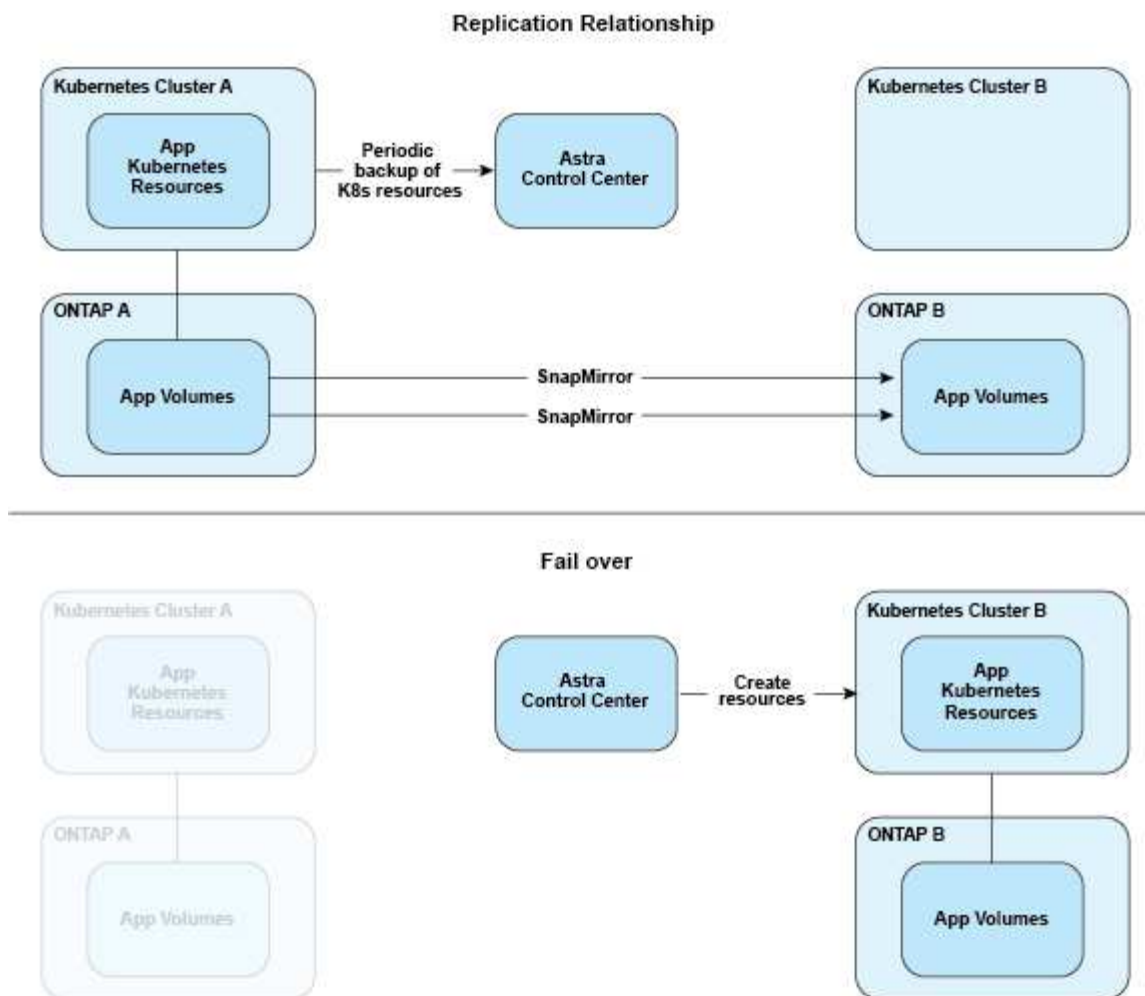 Replication Relationship
Kubernetes Cluster A
App
Kubernetes
Resources
Periodic
backup of
K8s resources
Astra
Control Center
Kubernetes Cluster B
ONTAP A
App Volumes
SnapMirror
SnapMirror
ONTAP B
App Volumes
Fail over
Kubernetes Cluster A
App
Kubernetes
Resources
Astra
Control Center
Create
resources
Kubernetes Cluster B
App
Kubernetes
Resources
ONTAP A
App Volumes
ONTAP B
App Volumes